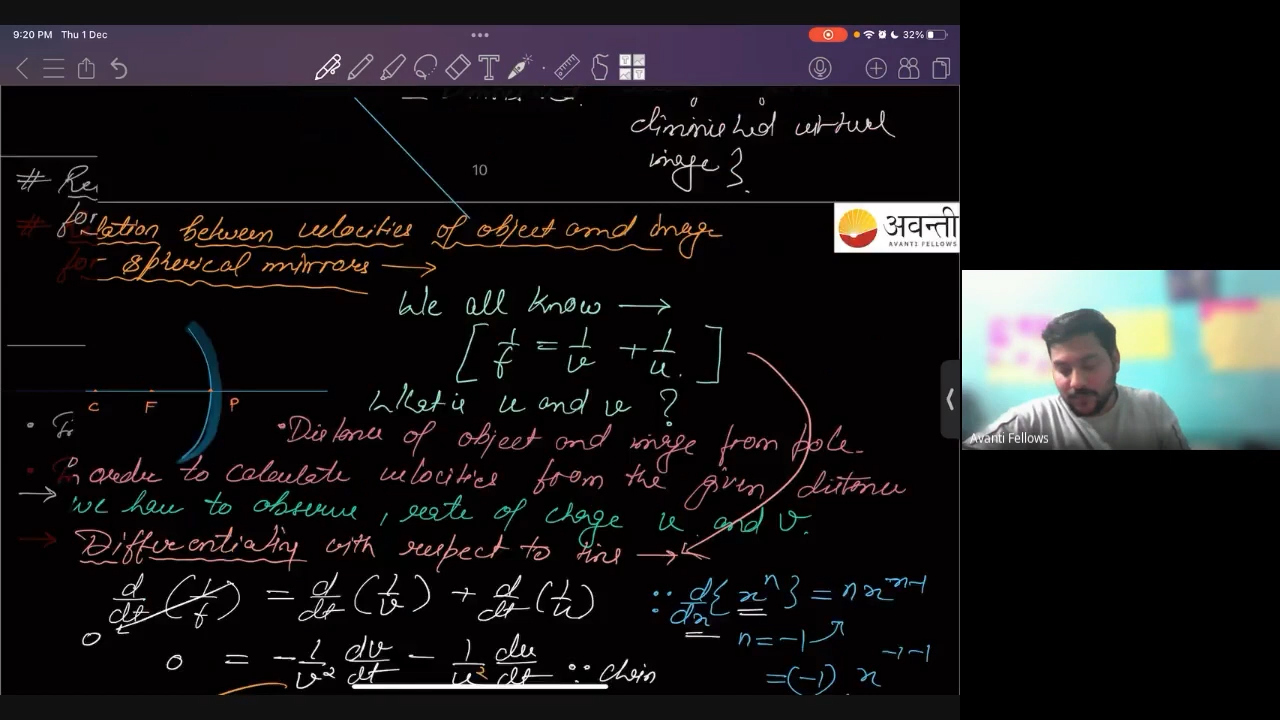 9:20 PM Thu 1 Dec
32%
diminished virtual
image }.
10
# Re
for
lation between velocities of object and image
for spherical mirrors →
अवन्ती
AVANTI FELLOWS
We all know →
[ 1/f = 1/v + 1/u. ]
C F P
What is u and v ?
• Distance of object and image from pole.
In order to calculate velocities from the given distance
→ we have to observe, rate of change u and v.
→ Differentiating with respect to time →
d/dt (1/f) = d/dt (1/v) + d/dt (1/u)
0
∵ d/dx { x^n } = n x^n-1
n = -1
0 = - 1/v² dv/dt - 1/u² du/dt ∵ chain
= (-1) x^-1-1
Avanti Fellows